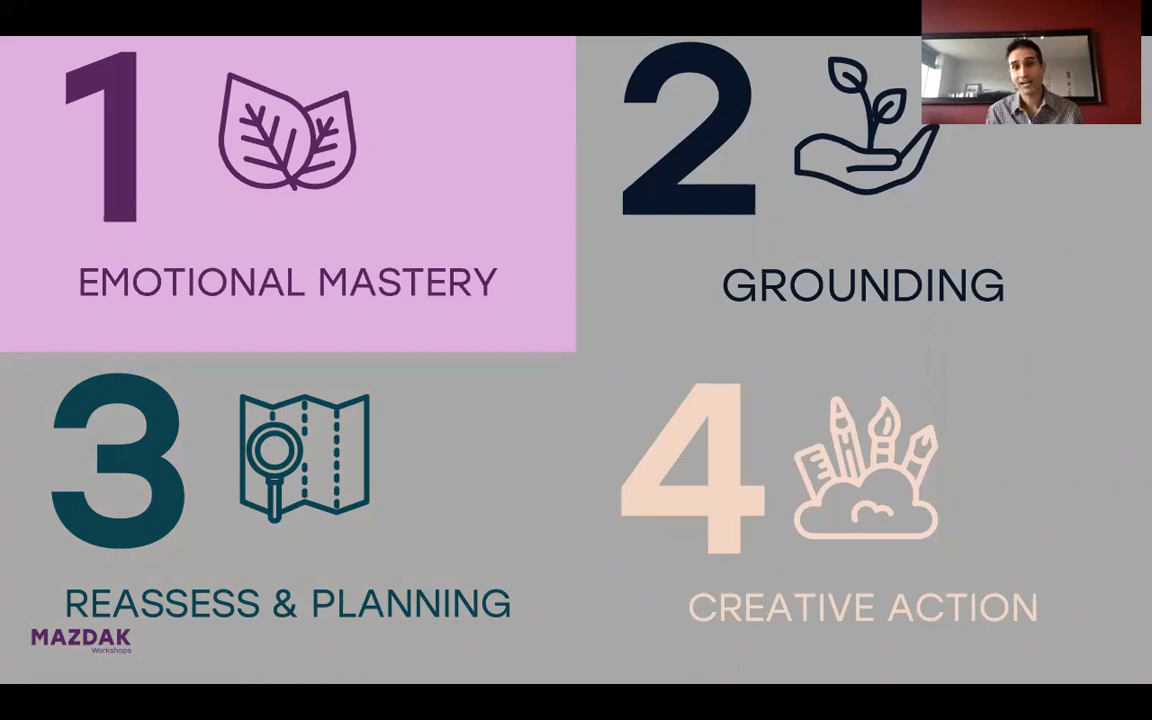 1
EMOTIONAL MASTERY
2
GROUNDING
3
REASSESS & PLANNING
4
CREATIVE ACTION
MAZDAK
Workshops